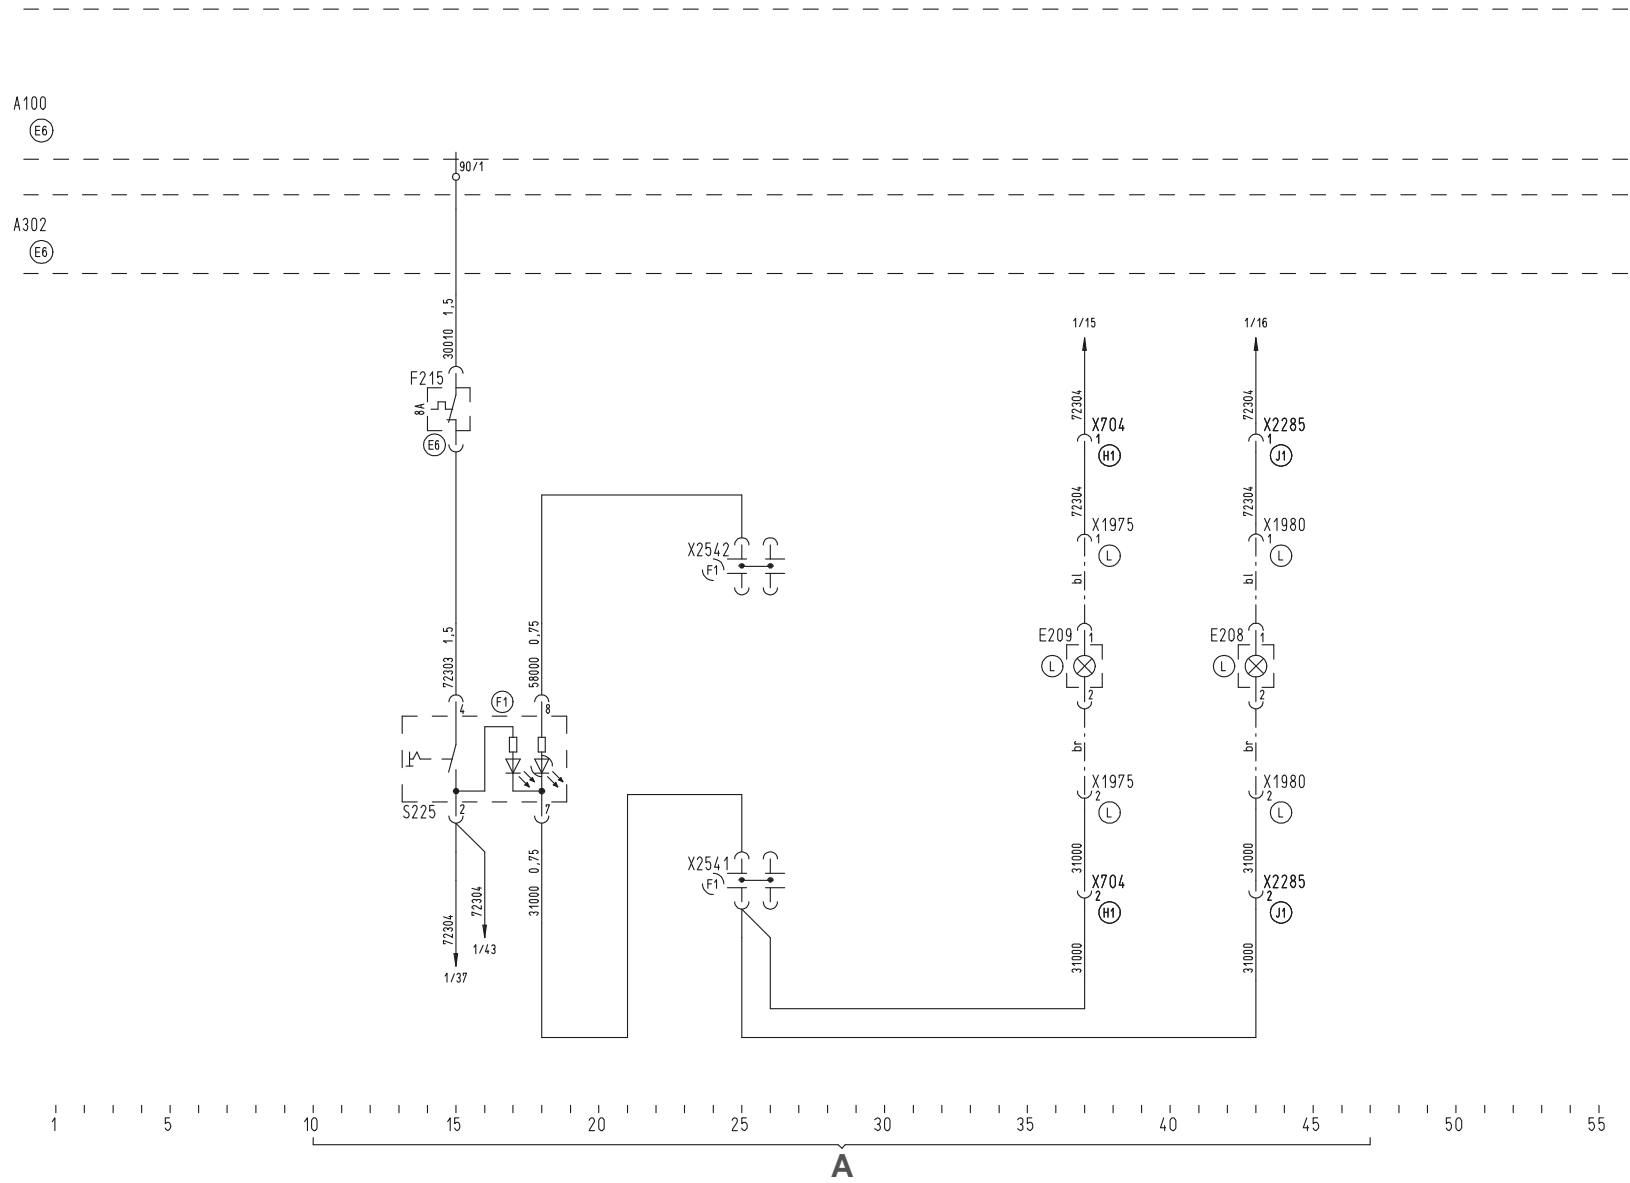 A100
E6
90/1
A302
E6
30010 1,5
1/15
1/16
F215
8A
E6
72304
X704
1
H1
72304
X2285
1
J1
72304
X1975
1
L
72304
X1980
1
L
X2542
F1
bl
bl
72303 1,5
58000 0,75
E209
1
L
2
E208
1
L
2
F1
4
8
br
br
S225
2
7
X1975
2
L
X1980
2
L
X2541
F1
31000 0,75
31000
X704
2
H1
31000
X2285
2
J1
72304
72304
1/43
1/37
31000
31000
1 5 10 15 20 25 30 35 40 45 50 55
A